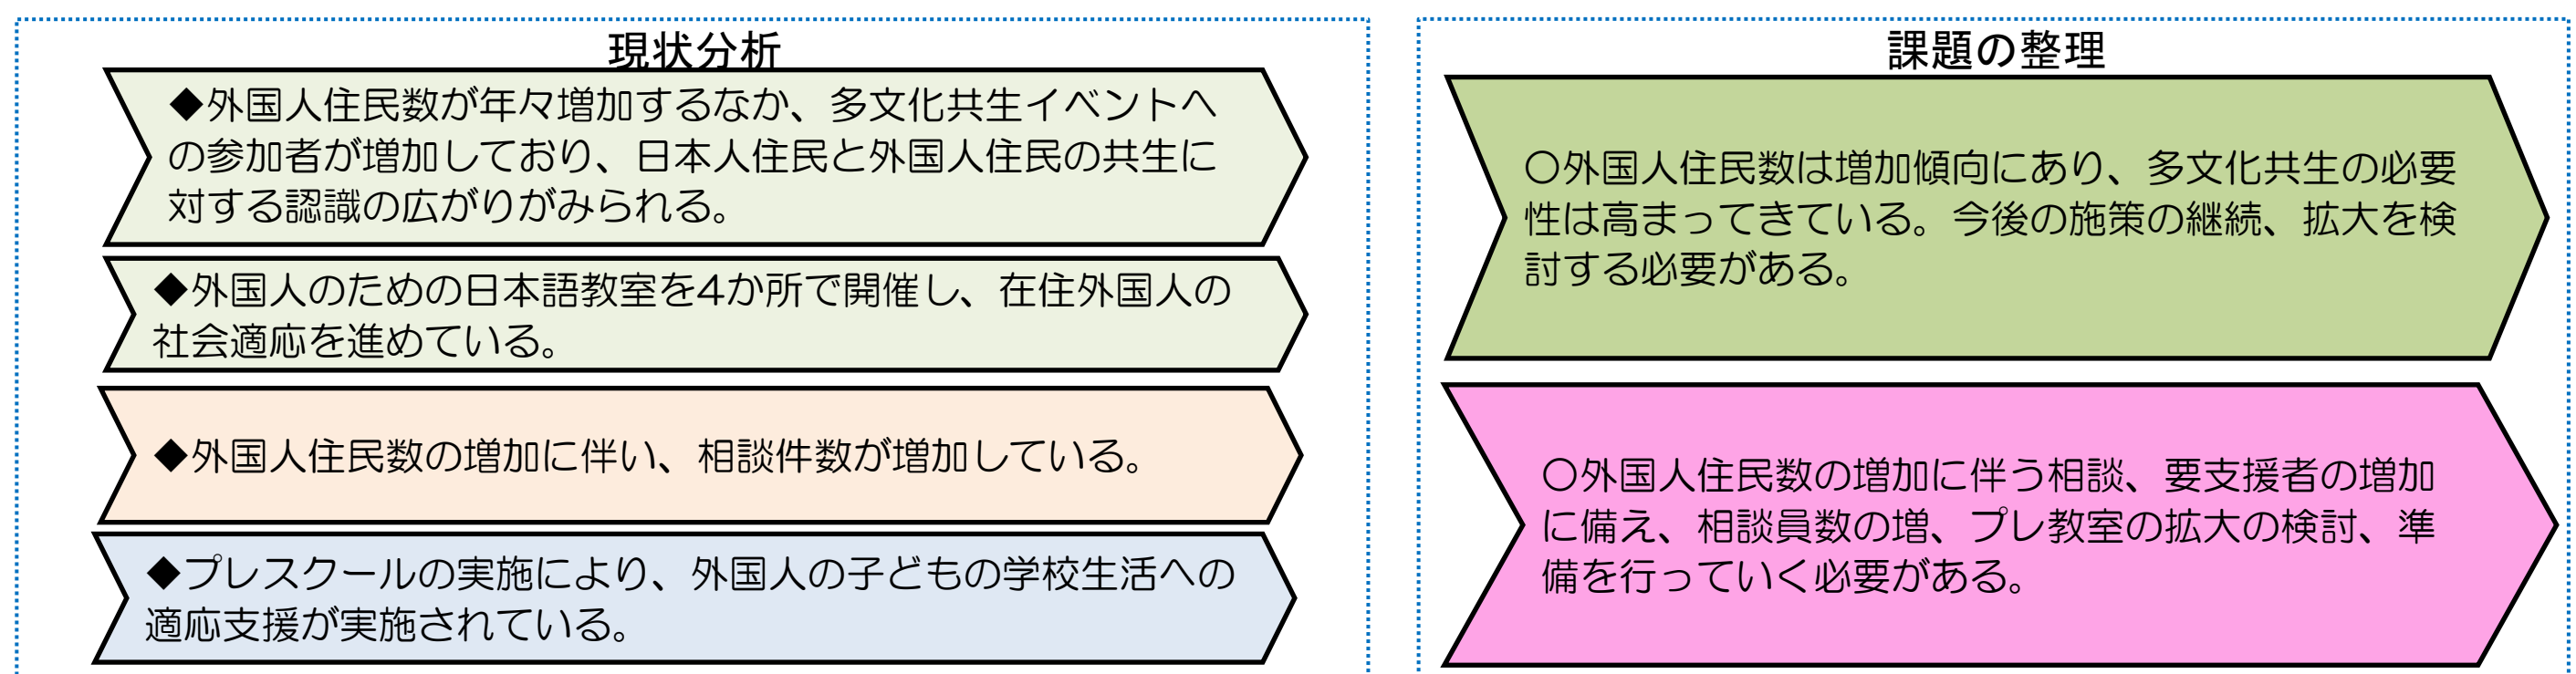 現状分析
◆外国人住民数が年々増加するなか、多文化共生イベントへ
の参加者が増加しており、日本人住民と外国人住民の共生に
対する認識の広がりがみられる。
◆外国人のための日本語教室を4か所で開催し、在住外国人の
社会適応を進めている。
◆外国人住民数の増加に伴い、相談件数が増加している。
◆プレスクールの実施により、外国人の子どもの学校生活への
適応支援が実施されている。
課題の整理
〇外国人住民数は増加傾向にあり、多文化共生の必要
性は高まってきている。今後の施策の継続、拡大を検
討する必要がある。
〇外国人住民数の増加に伴う相談、要支援者の増加
に備え、相談員数の増、プレ教室の拡大の検討、準
備を行っていく必要がある。